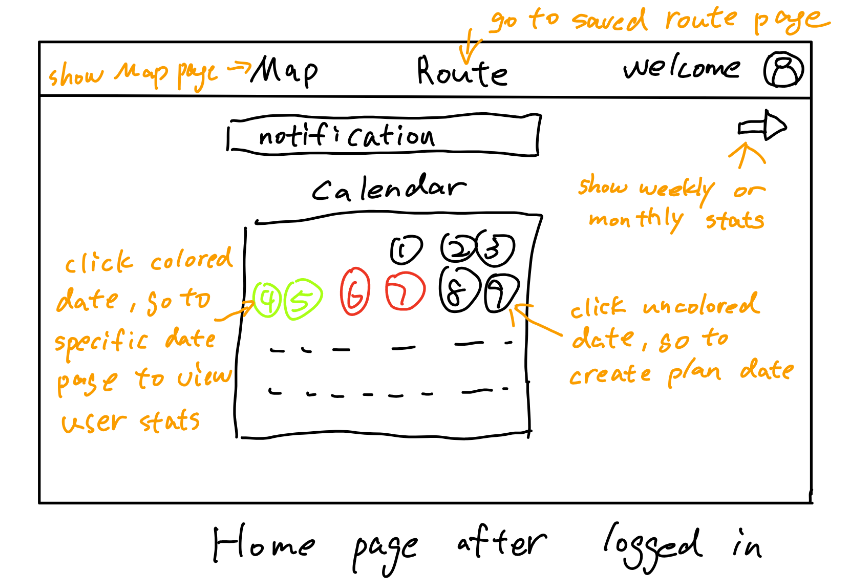 go to saved route page
show Map page
Map
Route
welcome
notification
show weekly or
monthly stats
Calendar
1 2 3
4 5 6 7 8 9
click colored
date, go to
specific date
page to view
user stats
click uncolored
date, go to
create plan date
Home page after logged in